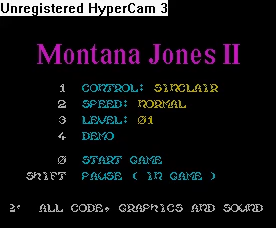 Unregistered HyperCam 3
Montana Jones II
1 CONTROL: SINCLAIR
2 SPEED: NORMAL
3 LEVEL: 01
4 DEMO
0 START GAME
SHIFT PAUSE ( IN GAME )
ALL CODE, GRAPHICS AND SOUND